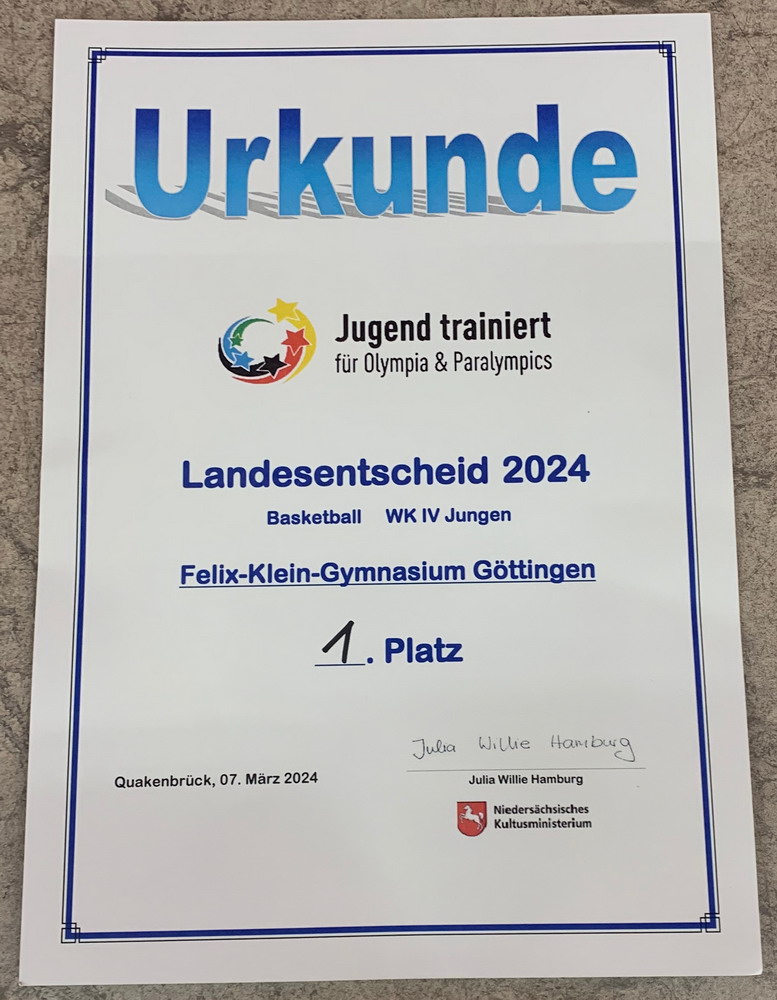 Urkunde
Jugend trainiert
für Olympia & Paralympics
Landesentscheid 2024
Basketball WK IV Jungen
Felix-Klein-Gymnasium Göttingen
1. Platz
Julia Willie Hamburg
Quakenbrück, 07. März 2024
Julia Willie Hamburg
Niedersächsisches
Kultusministerium